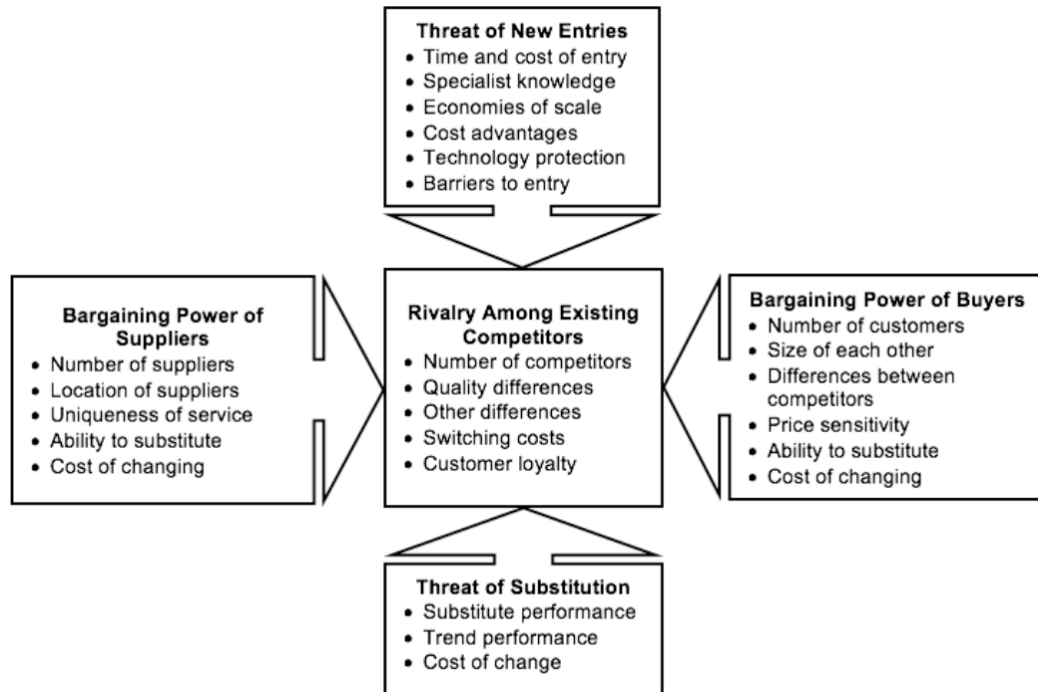 Threat of New Entries
• Time and cost of entry
• Specialist knowledge
• Economies of scale
• Cost advantages
• Technology protection
• Barriers to entry
Bargaining Power of
Suppliers
• Number of suppliers
• Location of suppliers
• Uniqueness of service
• Ability to substitute
• Cost of changing
Rivalry Among Existing
Competitors
• Number of competitors
• Quality differences
• Other differences
• Switching costs
• Customer loyalty
Bargaining Power of Buyers
• Number of customers
• Size of each other
• Differences between
competitors
• Price sensitivity
• Ability to substitute
• Cost of changing
Threat of Substitution
• Substitute performance
• Trend performance
• Cost of change